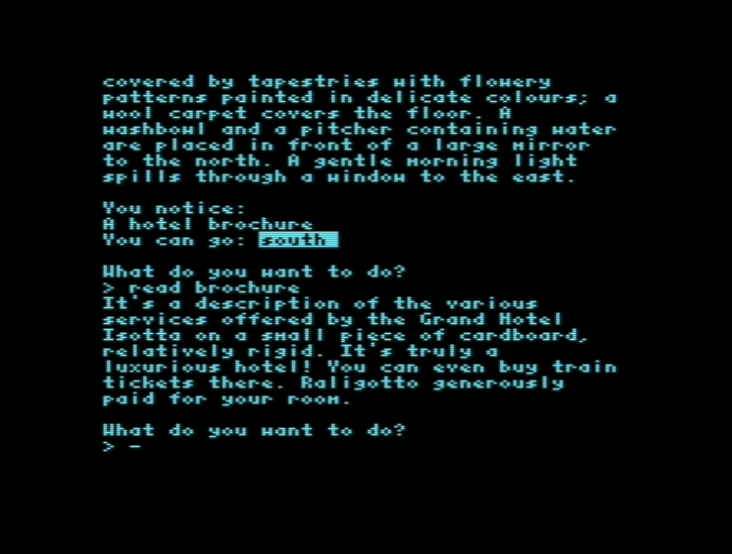 covered by tapestries with flowery
patterns painted in delicate colours; a
wool carpet covers the floor. A
washbowl and a pitcher containing water
are placed in front of a large mirror
to the north. A gentle morning light
spills through a window to the east.
You notice:
A hotel brochure
You can go: south
What do you want to do?
> read brochure
It's a description of the various
services offered by the Grand Hotel
Isotta on a small piece of cardboard,
relatively rigid. It's truly a
luxurious hotel! You can even buy train
tickets there. Raligotto generously
paid for your room.
What do you want to do?
> -